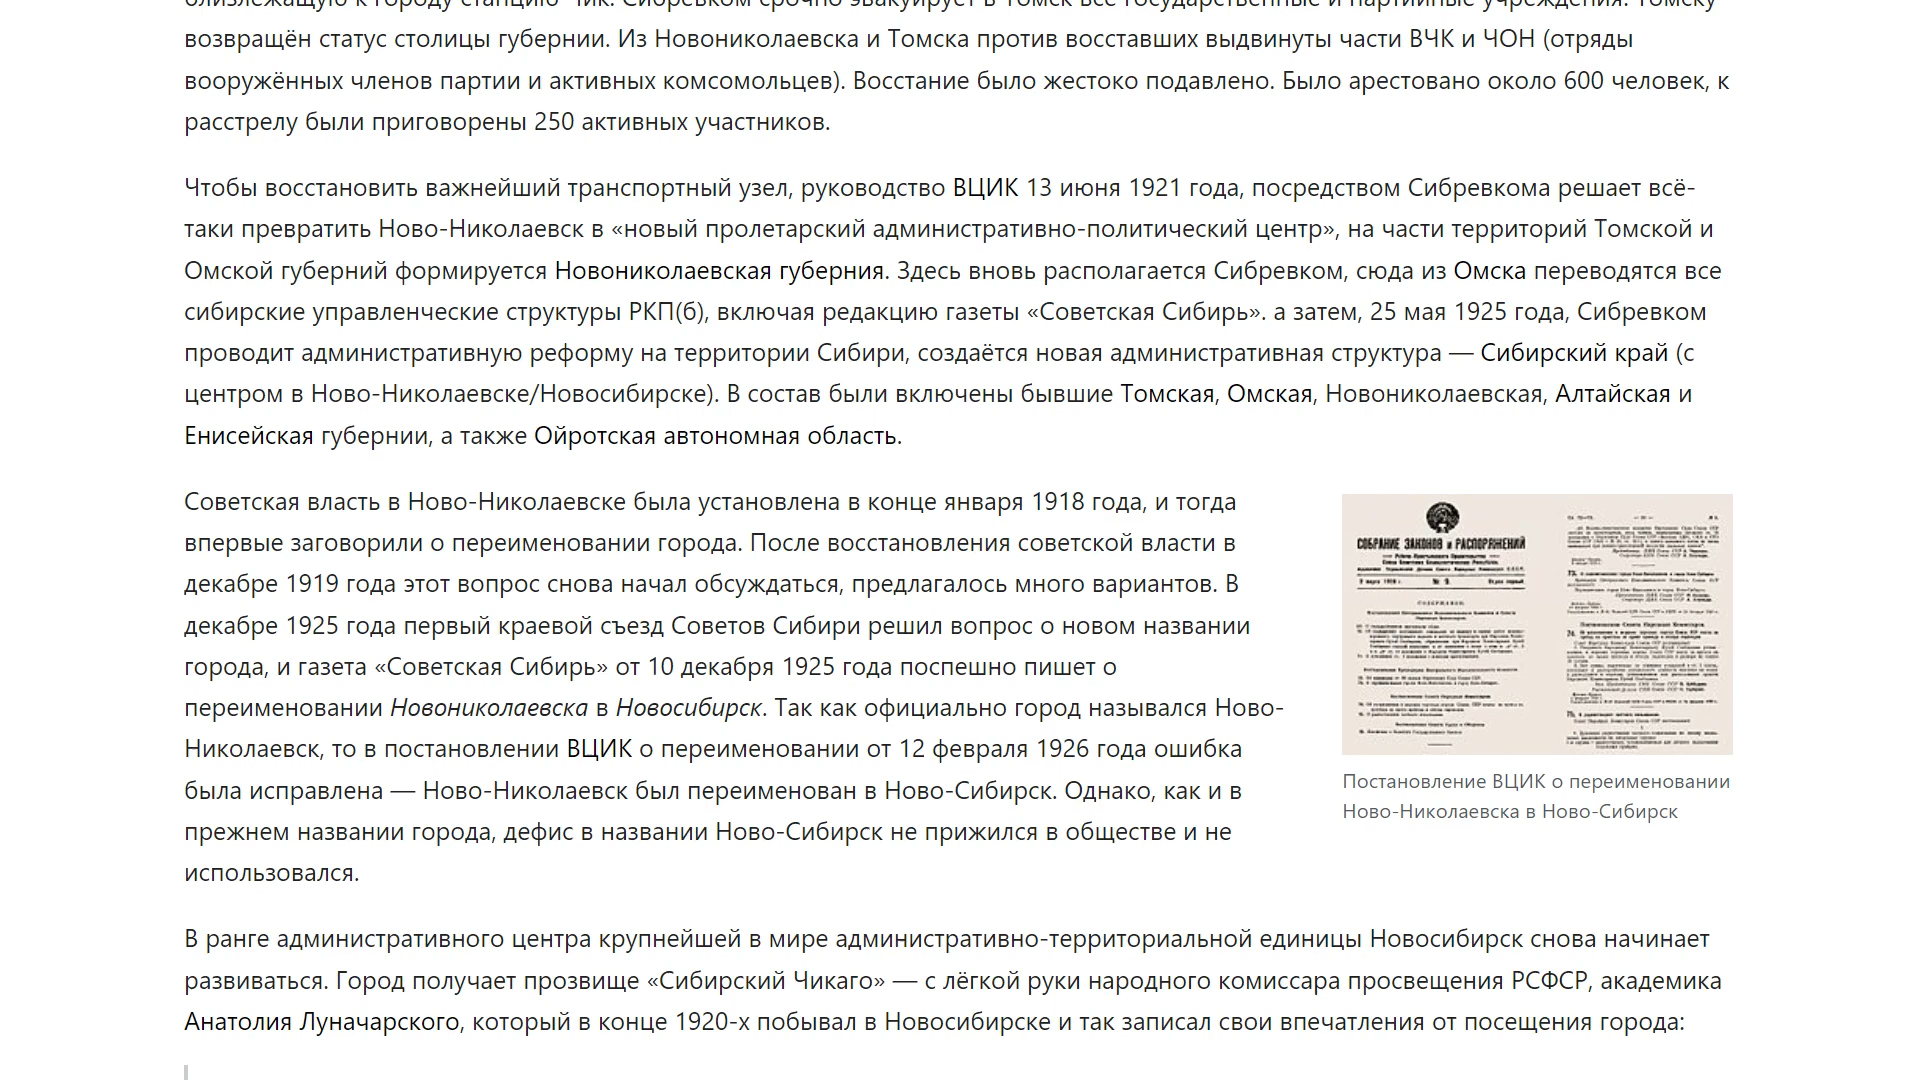 близлежащую к городу станцию Чик. Сибревком срочно эвакуирует в Томск все государственные и партийные учреждения. Томску
возвращён статус столицы губернии. Из Новониколаевска и Томска против восставших выдвинуты части ВЧК и ЧОН (отряды
вооружённых членов партии и активных комсомольцев). Восстание было жестоко подавлено. Было арестовано около 600 человек, к
расстрелу были приговорены 250 активных участников.
Чтобы восстановить важнейший транспортный узел, руководство ВЦИК 13 июня 1921 года, посредством Сибревкома решает всё-
таки превратить Ново-Николаевск в «новый пролетарский административно-политический центр», на части территорий Томской и
Омской губерний формируется Новониколаевская губерния. Здесь вновь располагается Сибревком, сюда из Омска переводятся все
сибирские управленческие структуры РКП(б), включая редакцию газеты «Советская Сибирь». а затем, 25 мая 1925 года, Сибревком
проводит административную реформу на территории Сибири, создаётся новая административная структура — Сибирский край (с
центром в Ново-Николаевске/Новосибирске). В состав были включены бывшие Томская, Омская, Новониколаевская, Алтайская и
Енисейская губернии, а также Ойротская автономная область.
Советская власть в Ново-Николаевске была установлена в конце января 1918 года, и тогда
впервые заговорили о переименовании города. После восстановления советской власти в
декабре 1919 года этот вопрос снова начал обсуждаться, предлагалось много вариантов. В
декабре 1925 года первый краевой съезд Советов Сибири решил вопрос о новом названии
города, и газета «Советская Сибирь» от 10 декабря 1925 года поспешно пишет о
переименовании Новониколаевска в Новосибирск. Так как официально город назывался Ново-
Николаевск, то в постановлении ВЦИК о переименовании от 12 февраля 1926 года ошибка
была исправлена — Ново-Николаевск был переименован в Ново-Сибирск. Однако, как и в
прежнем названии города, дефис в названии Ново-Сибирск не прижился в обществе и не
использовался.
СОБРАНИЕ ЗАКОНОВ и РАСПОРЯЖЕНИЙ
Постановление ВЦИК о переименовании
Ново-Николаевска в Ново-Сибирск
В ранге административного центра крупнейшей в мире административно-территориальной единицы Новосибирск снова начинает
развиваться. Город получает прозвище «Сибирский Чикаго» — с лёгкой руки народного комиссара просвещения РСФСР, академика
Анатолия Луначарского, который в конце 1920-х побывал в Новосибирске и так записал свои впечатления от посещения города: